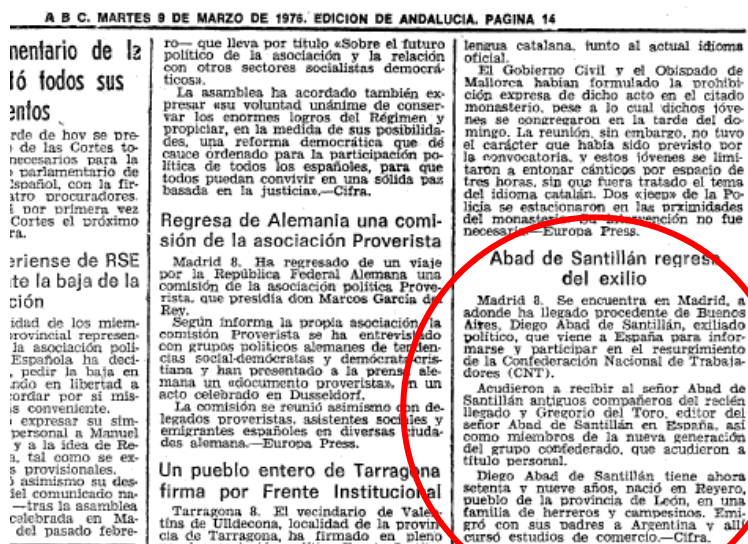 A B C. MARTES 9 DE MARZO DE 1976. EDICION DE ANDALUCIA. PAGINA 14
mentario de la
tó todos sus
entos
arde de hoy se pre-
de las Cortes to-
necesarios para la
parlamentario de
Español, con la fir-
atro procuradores.
por primera vez
Cortes el próximo
ra.
eriense de RSE
te la baja de la
ción
idad de los miem-
provincial represen-
la asociación polí-
Española ha deci-
pedir la baja en
ndo en libertad a
cordar por si mis-
s conveniente.
expresar su sim-
personal a Manuel
y a la idea de Re-
a, tal como se ex-
s provisionales.
ó asimismo su des-
del comunicado na-
—tras la asamblea
celebrada en Ma-
del pasado febre-
ro— que lleva por título «Sobre el futuro
político de la asociación y la relación
con otros sectores socialistas democrá-
ticos».
La asamblea ha acordado también ex-
presar «su voluntad unánime de conser-
var los enormes logros del Régimen y
propiciar, en la medida de sus posibilida-
des, una reforma democrática que dé
cauce ordenado para la participación po-
lítica de todos los españoles, para que
todos puedan convivir en una sólida paz
basada en la justicia».—Cifra.
Regresa de Alemania una comi-
sión de la asociación Proverista
Madrid 8. Ha regresado de un viaje
por la República Federal Alemana una
comisión de la asociación política Prove-
rista, que presidía don Marcos García del
Rey.
Según informa la propia asociación, la
comisión Proverista se ha entrevistado
con grupos políticos alemanes de tenden-
cias social-demócratas y demócrata-cris-
tiana y han presentado a la prensa ale-
mana un «documento proverista», en un
acto celebrado en Dusseldorf.
La comisión se reunió asimismo con de-
legados proveristas, asistentes sociales y
emigrantes españoles en diversas ciuda-
des alemana.—Europa Press.
Un pueblo entero de Tarragona
firma por Frente Institucional
Tarragona 8. El vecindario de Valen-
tíns de Ulldecona, localidad de la provin-
cia de Tarragona, ha firmado en pleno
lengua catalana, junto al actual idioma
oficial.
El Gobierno Civil y el Obispado de
Mallorca habían formulado la prohibi-
ción expresa de dicho acto en el citado
monasterio, pese a lo cual dichos jóve-
nes se congregaron en la tarde del do-
mingo. La reunión, sin embargo, no tuvo
el carácter que había sido previsto por
la convocatoria, y estos jóvenes se limi-
taron a entonar cánticos por espacio de
tres horas, sin que fuera tratado el tema
del idioma catalán. Dos «jeep» de la Po-
licía se estacionaron en las prximidades
del monasterio. Su intervención no fue
necesaria.—Europa Press.
Abad de Santillán regresa
del exilio
Madrid 8. Se encuentra en Madrid, a
adonde ha llegado procedente de Buenos
Aires, Diego Abad de Santillán, exiliado
político, que viene a España para infor-
marse y participar en el resurgimiento
de la Confederación Nacional de Trabaja-
dores (CNT).
Acudieron a recibir al señor Abad de
Santillán antiguos compañeros del recién
llegado y Gregorio del Toro, editor del
señor Abad de Santillán en España, así
como miembros de la nueva generación
del grupo confederado, que acudieron a
título personal.
Diego Abad de Santillán tiene ahora
setenta y nueve años, nació en Reyero,
pueblo de la provincia de León, en una
familia de herreros y campesinos. Emi-
gró con sus padres a Argentina y allí
cursó estudios de comercio.—Cifra.